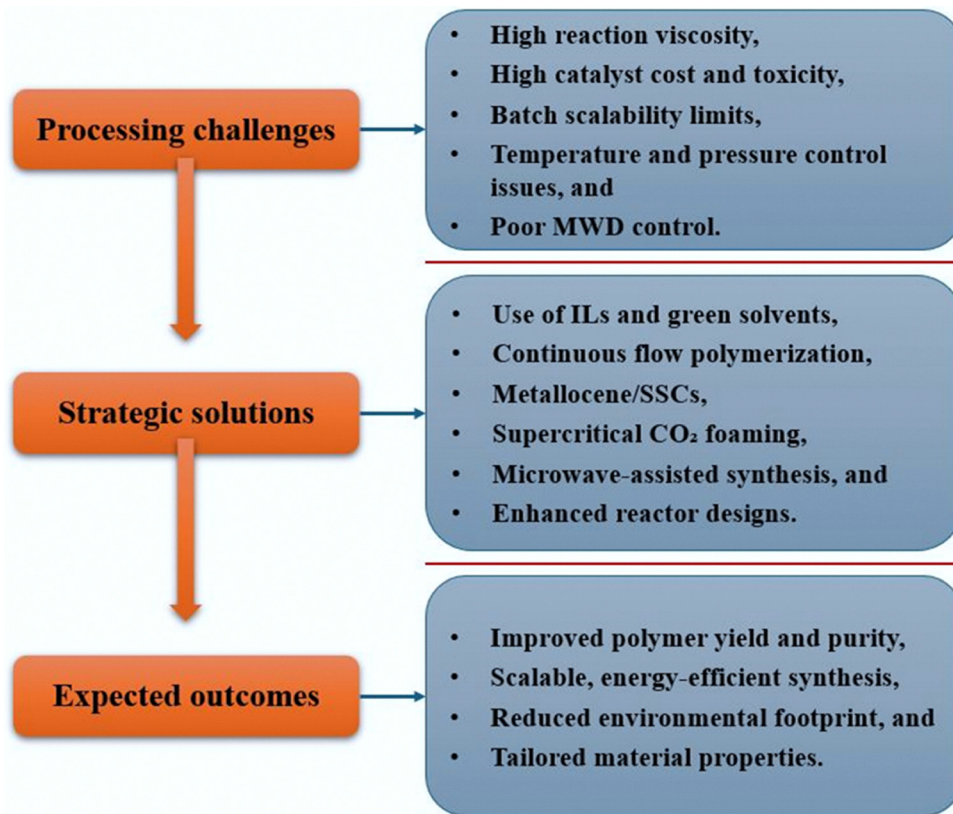 Processing challenges
• High reaction viscosity,
• High catalyst cost and toxicity,
• Batch scalability limits,
• Temperature and pressure control
issues, and
• Poor MWD control.
Strategic solutions
• Use of ILs and green solvents,
• Continuous flow polymerization,
• Metallocene/SSCs,
• Supercritical CO₂ foaming,
• Microwave-assisted synthesis, and
• Enhanced reactor designs.
Expected outcomes
• Improved polymer yield and purity,
• Scalable, energy-efficient synthesis,
• Reduced environmental footprint, and
• Tailored material properties.